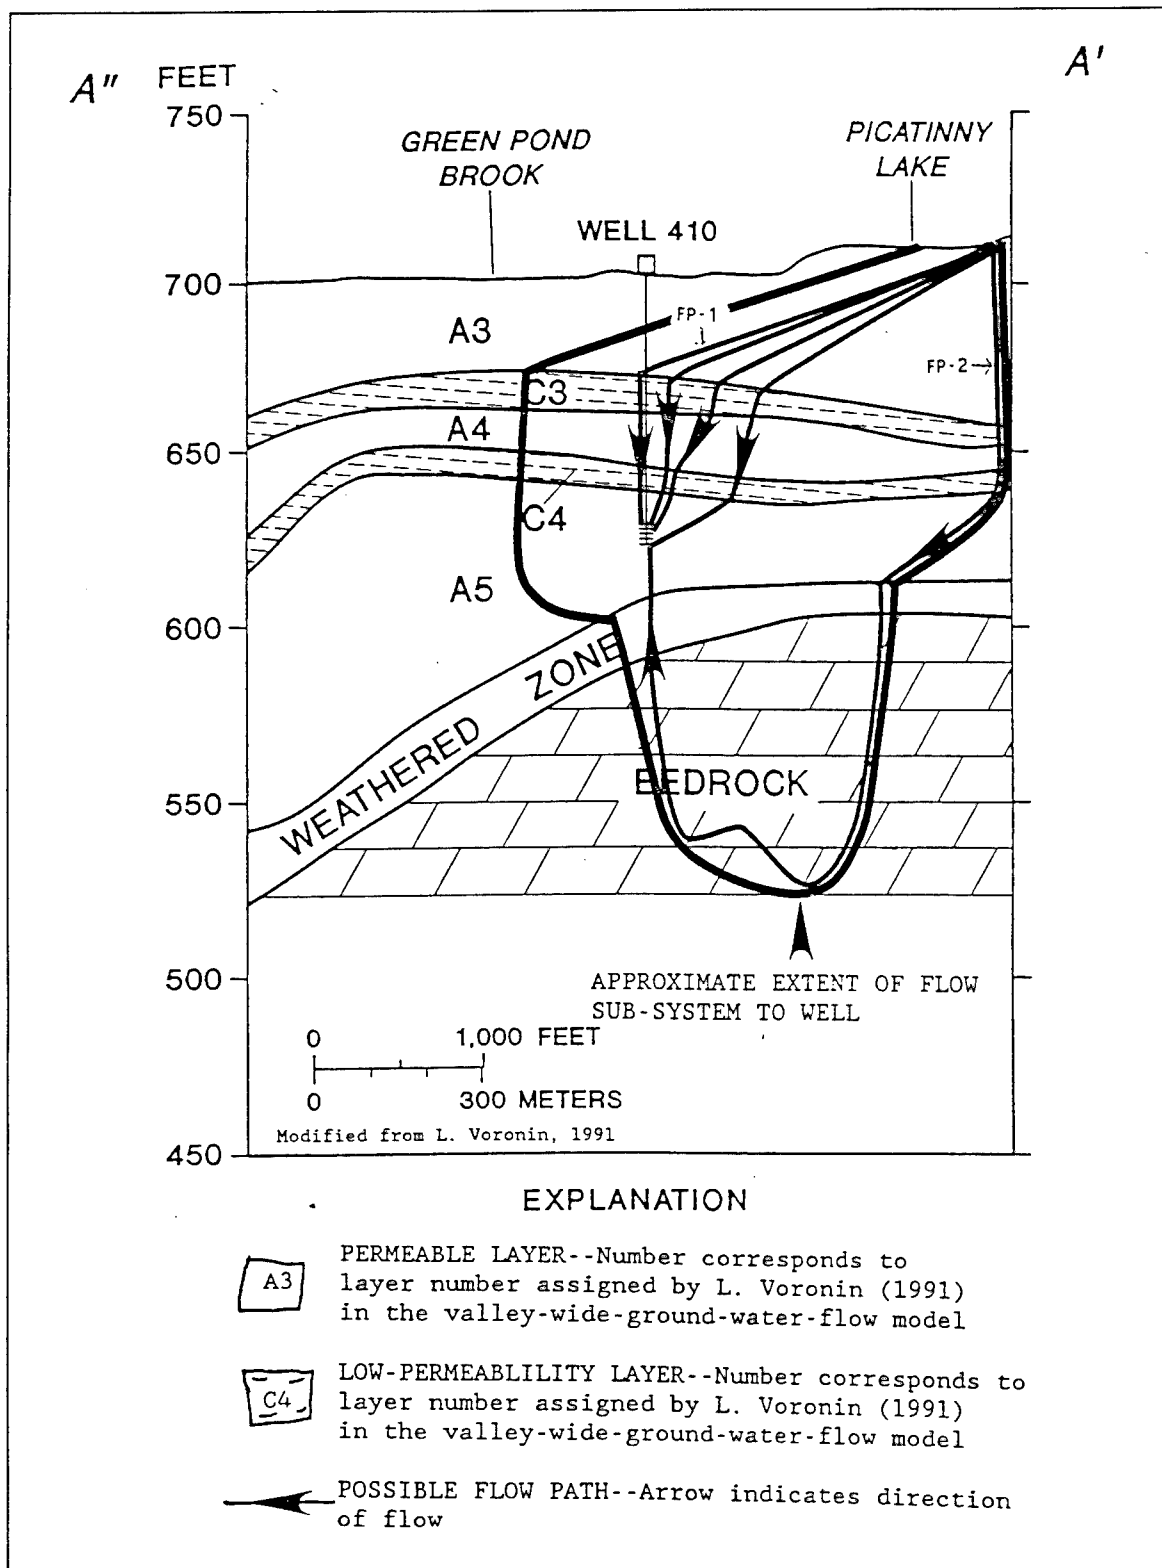 A"
FEET
A'
750
GREEN POND
BROOK
PICATINNY
LAKE
WELL 410
700
FP-1
A3
FP-2
C3
A4
650
C4
A5
600
WEATHERED ZONE
BEDROCK
550
500
APPROXIMATE EXTENT OF FLOW
SUB-SYSTEM TO WELL
0 1,000 FEET
0 300 METERS
Modified from L. Voronin, 1991
450
EXPLANATION
A3
PERMEABLE LAYER--Number corresponds to
layer number assigned by L. Voronin (1991)
in the valley-wide-ground-water-flow model
C4
LOW-PERMEABLILITY LAYER--Number corresponds to
layer number assigned by L. Voronin (1991)
in the valley-wide-ground-water-flow model
POSSIBLE FLOW PATH--Arrow indicates direction
of flow